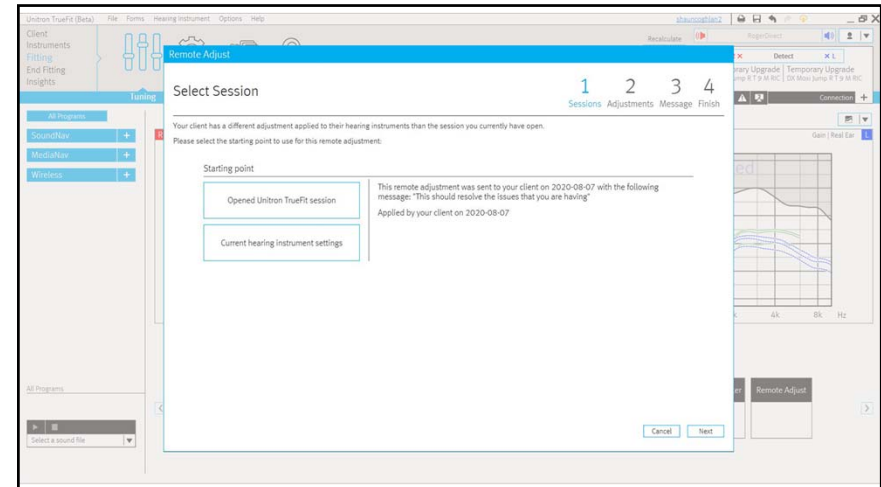 Unitron TrueFit (Beta) File Forms Hearing instrument Options Help
shauncoghlan2
Client
Instruments
Fitting
End Fitting
Insights
Recalculate
RogerDirect
Detect
Tuning
Connection
Remote Adjust
Select Session
1 2 3 4
Sessions Adjustments Message Finish
Your client has a different adjustment applied to their hearing instruments than the session you currently have open.
Please select the starting point to use for this remote adjustment:
Starting point
Opened Unitron TrueFit session
Current hearing instrument settings
This remote adjustment was sent to your client on 2020-08-07 with the following
message: "This should resolve the issues that you are having"
Applied by your client on 2020-08-07
Cancel Next
All Programs
SoundNav +
MediaNav +
Wireless +
Gain | Real Ear L
4k 8k Hz
All Programs
Remote Adjust
Select a sound file